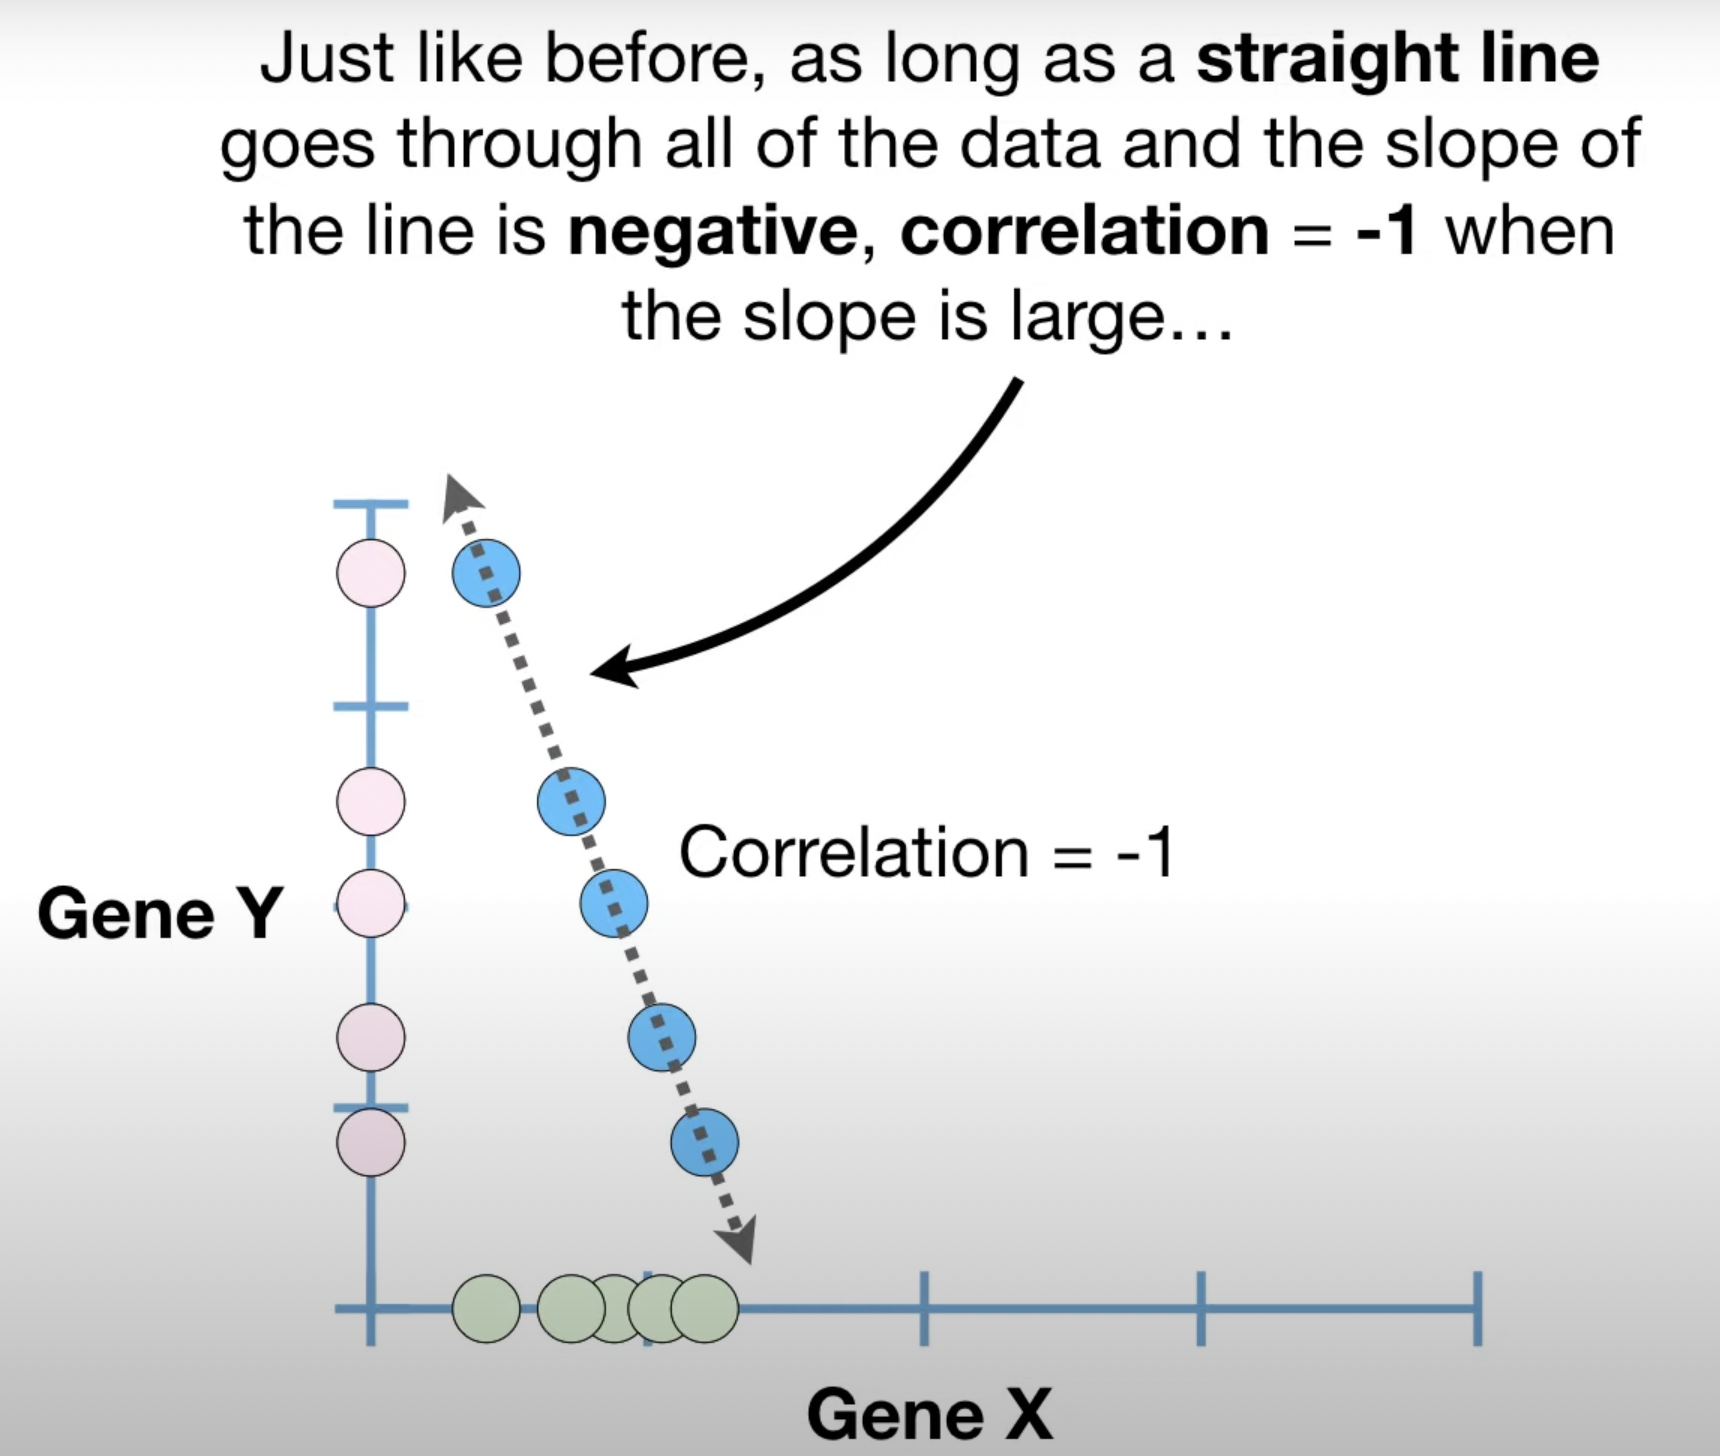 Just like before, as long as a straight line
goes through all of the data and the slope of
the line is negative, correlation = -1 when
the slope is large…
Correlation = -1
Gene Y
Gene X